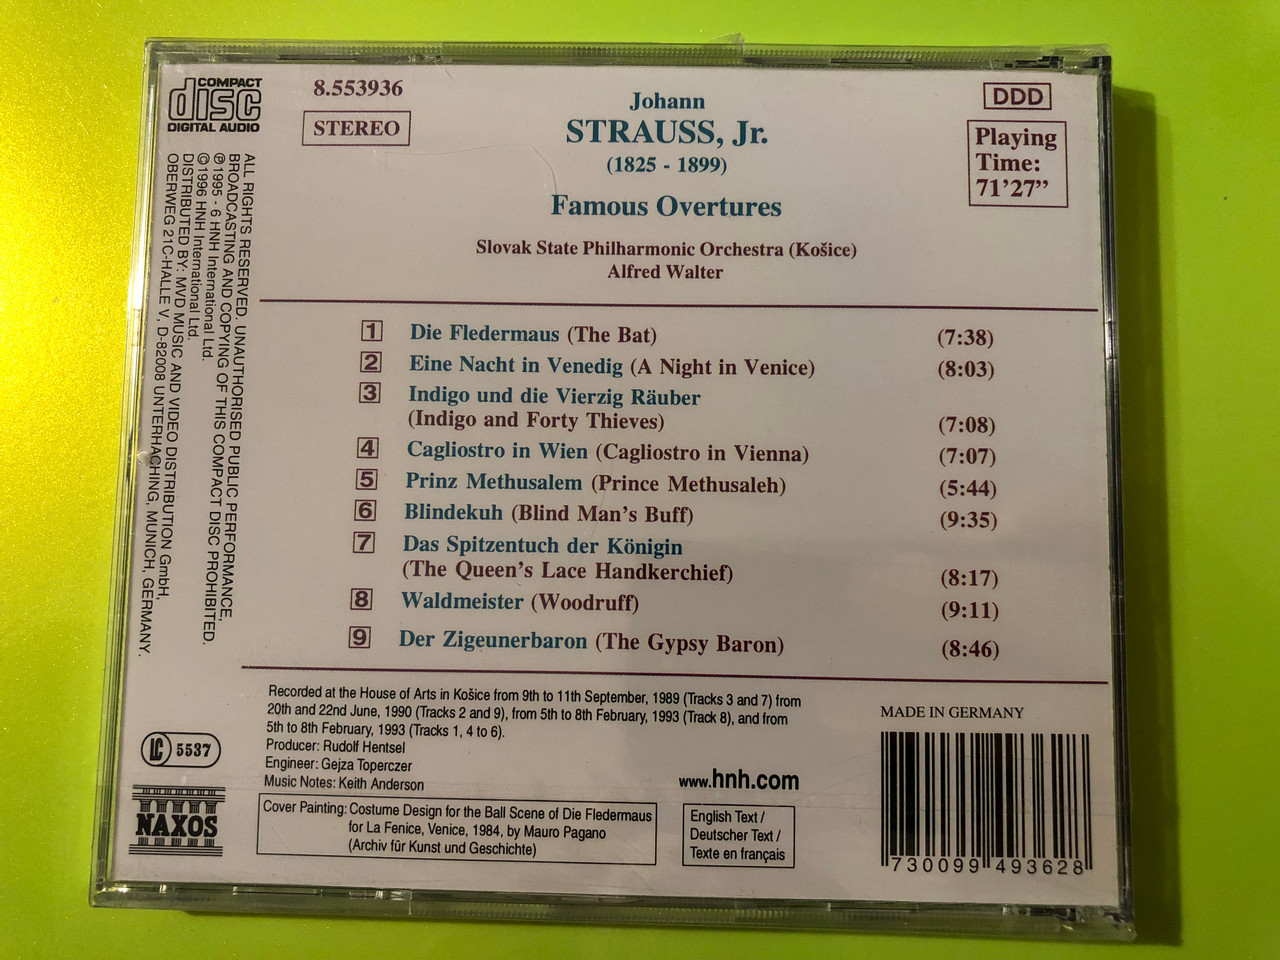 COMPACT
disc
DIGITAL AUDIO
8.553936
STEREO
Johann
STRAUSS, Jr.
(1825 - 1899)
Famous Overtures
Slovak State Philharmonic Orchestra (Košice)
Alfred Walter
DDD
Playing
Time:
71’27”
1 Die Fledermaus (The Bat) (7:38)
2 Eine Nacht in Venedig (A Night in Venice) (8:03)
3 Indigo und die Vierzig Räuber
(Indigo and Forty Thieves) (7:08)
4 Cagliostro in Wien (Cagliostro in Vienna) (7:07)
5 Prinz Methusalem (Prince Methusaleh) (5:44)
6 Blindekuh (Blind Man’s Buff) (9:35)
7 Das Spitzentuch der Königin
(The Queen’s Lace Handkerchief) (8:17)
8 Waldmeister (Woodruff) (9:11)
9 Der Zigeunerbaron (The Gypsy Baron) (8:46)
ALL RIGHTS RESERVED. UNAUTHORISED PUBLIC PERFORMANCE,
BROADCASTING AND COPYING OF THIS COMPACT DISC PROHIBITED.
℗ 1995 - 6 HNH International Ltd.
© 1996 HNH International Ltd.
DISTRIBUTED BY: MVD MUSIC AND VIDEO DISTRIBUTION GmbH,
OBERWEG 21C-HALLE V, D-82008 UNTERHACHING, MUNICH, GERMANY.
LC 5537
NAXOS
Recorded at the House of Arts in Košice from 9th to 11th September, 1989 (Tracks 3 and 7) from
20th and 22nd June, 1990 (Tracks 2 and 9), from 5th to 8th February, 1993 (Track 8), and from
5th to 8th February, 1993 (Tracks 1, 4 to 6).
Producer: Rudolf Hentsel
Engineer: Gejza Toperczer
Music Notes: Keith Anderson
www.hnh.com
Cover Painting: Costume Design for the Ball Scene of Die Fledermaus
for La Fenice, Venice, 1984, by Mauro Pagano
(Archiv für Kunst und Geschichte)
English Text /
Deutscher Text /
Texte en français
MADE IN GERMANY
730099 493628